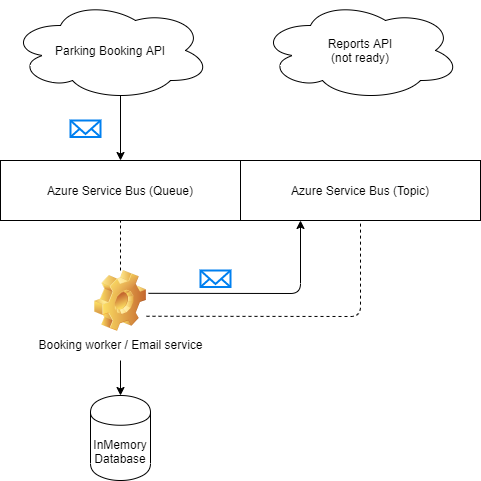 Parking Booking API
Reports API
(not ready)
Azure Service Bus (Queue)
Azure Service Bus (Topic)
Booking worker / Email service
InMemory
Database